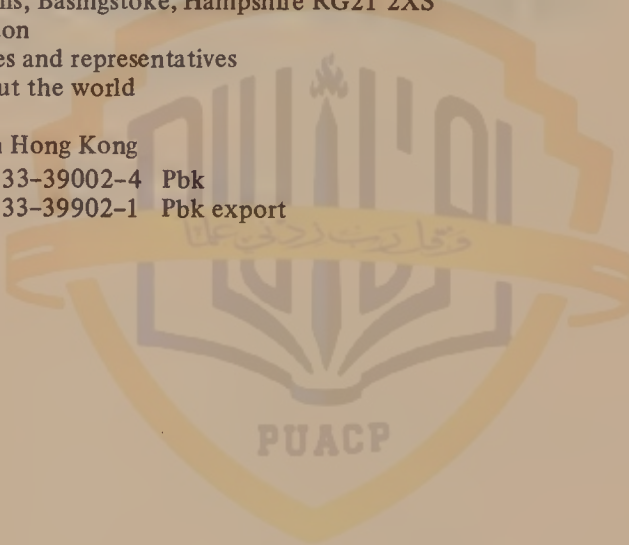 lls, Basingstoke, Hampshire RG21 2XS
on
es and representatives
ut the world
n Hong Kong
33–39002–4 Pbk
33–39902–1 Pbk export
PUACP